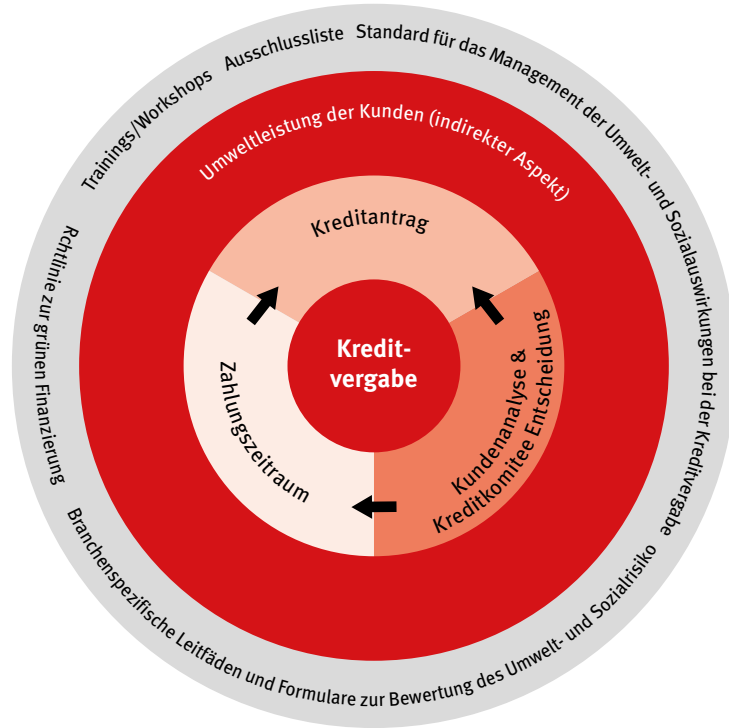 Ausschlussliste
Standard für das Management der Umwelt- und Sozialauswirkungen bei der Kreditvergabe
Branchenspezifische Leitfäden und Formulare zur Bewertung des Umwelt- und Sozialrisiko
Rchtlinie zur grünen Finanzierung
Trainings/Workshops
Umweltleistung der Kunden (indirekter Aspekt)
Kreditantrag
Kundenanalyse &
Kreditkomitee Entscheidung
Zahlungszeitraum
Kredit-
vergabe